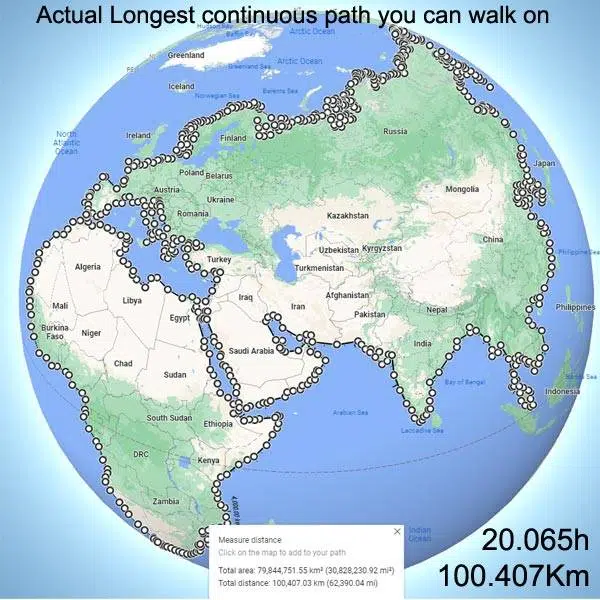 Actual Longest continuous path you can walk on
Hudson Bay
Baffin Bay
Arctic Ocean
Greenland
Greenland Sea
Arctic Ocean
Iceland
Norwegian Sea
Barents Sea
North
Atlantic
Ocean
Ireland
Finland
Russia
Poland
Belarus
Austria
Ukraine
Romania
Kazakhstan
Mongolia
Japan
Uzbekistan
Kyrgyzstan
Turkmenistan
Turkey
China
Philippine Sea
Algeria
Libya
Egypt
Iraq
Iran
Afghanistan
Pakistan
Nepal
India
Philippines
Mali
Niger
Burkina
Faso
Chad
Sudan
Saudi Arabia
Bay of Bengal
Arabian Sea
Laccadive Sea
Indonesia
South Sudan
Ethiopia
DRC
Kenya
Zambia
Indian
Ocean
Measure distance
Click on the map to add to your path
Total area: 79,844,751.55 km² (30,828,230.92 mi²)
Total distance: 100,407.03 km (62,390.04 mi)
20.065h
100.407Km